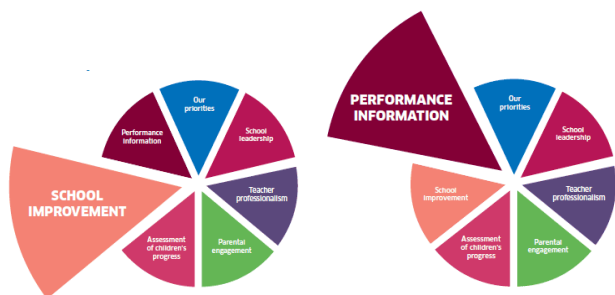 Our
priorities
School
leadership
Teacher
professionalism
Parental
engagement
Assessment
of children's
progress
SCHOOL
IMPROVEMENT
Performance
information
Our
priorities
School
leadership
Teacher
professionalism
Parental
engagement
Assessment
of children's
progress
School
improvement
PERFORMANCE
INFORMATION